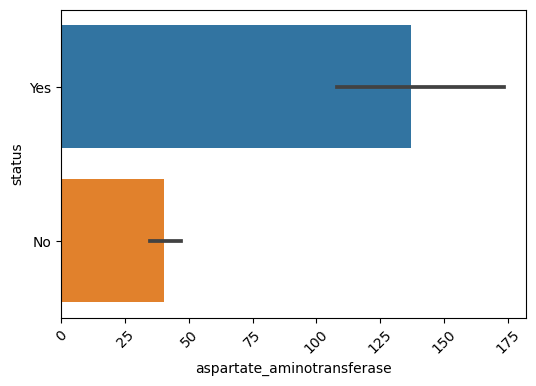 Yes
status
No
0 25 50 75 100 125 150 175
aspartate_aminotransferase